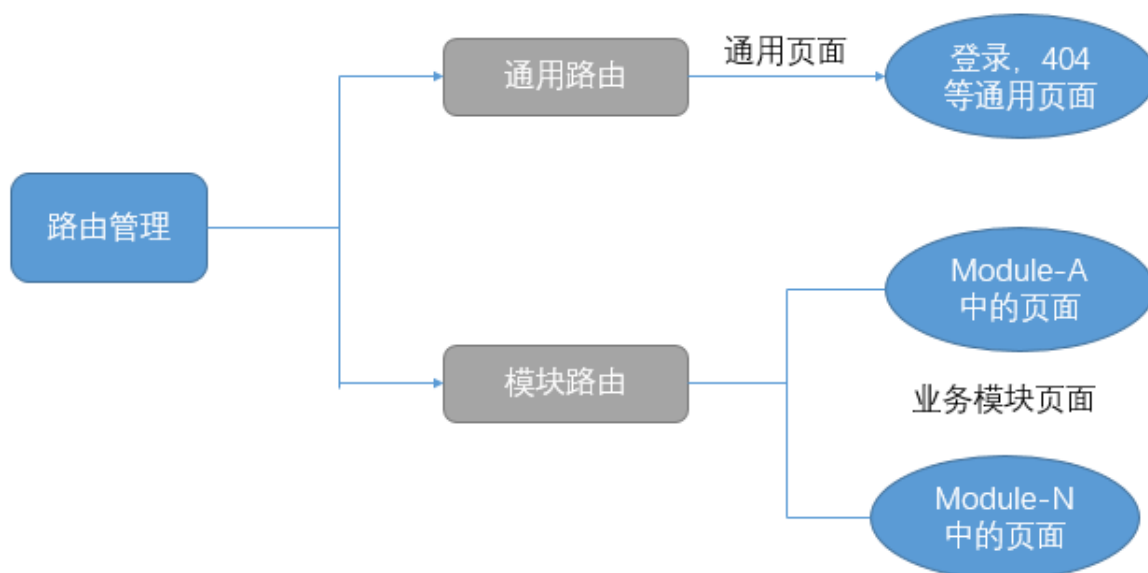 通用路由
通用页面
登录，404
等通用页面
路由管理
Module-A
中的页面
模块路由
业务模块页面
Module-N
中的页面